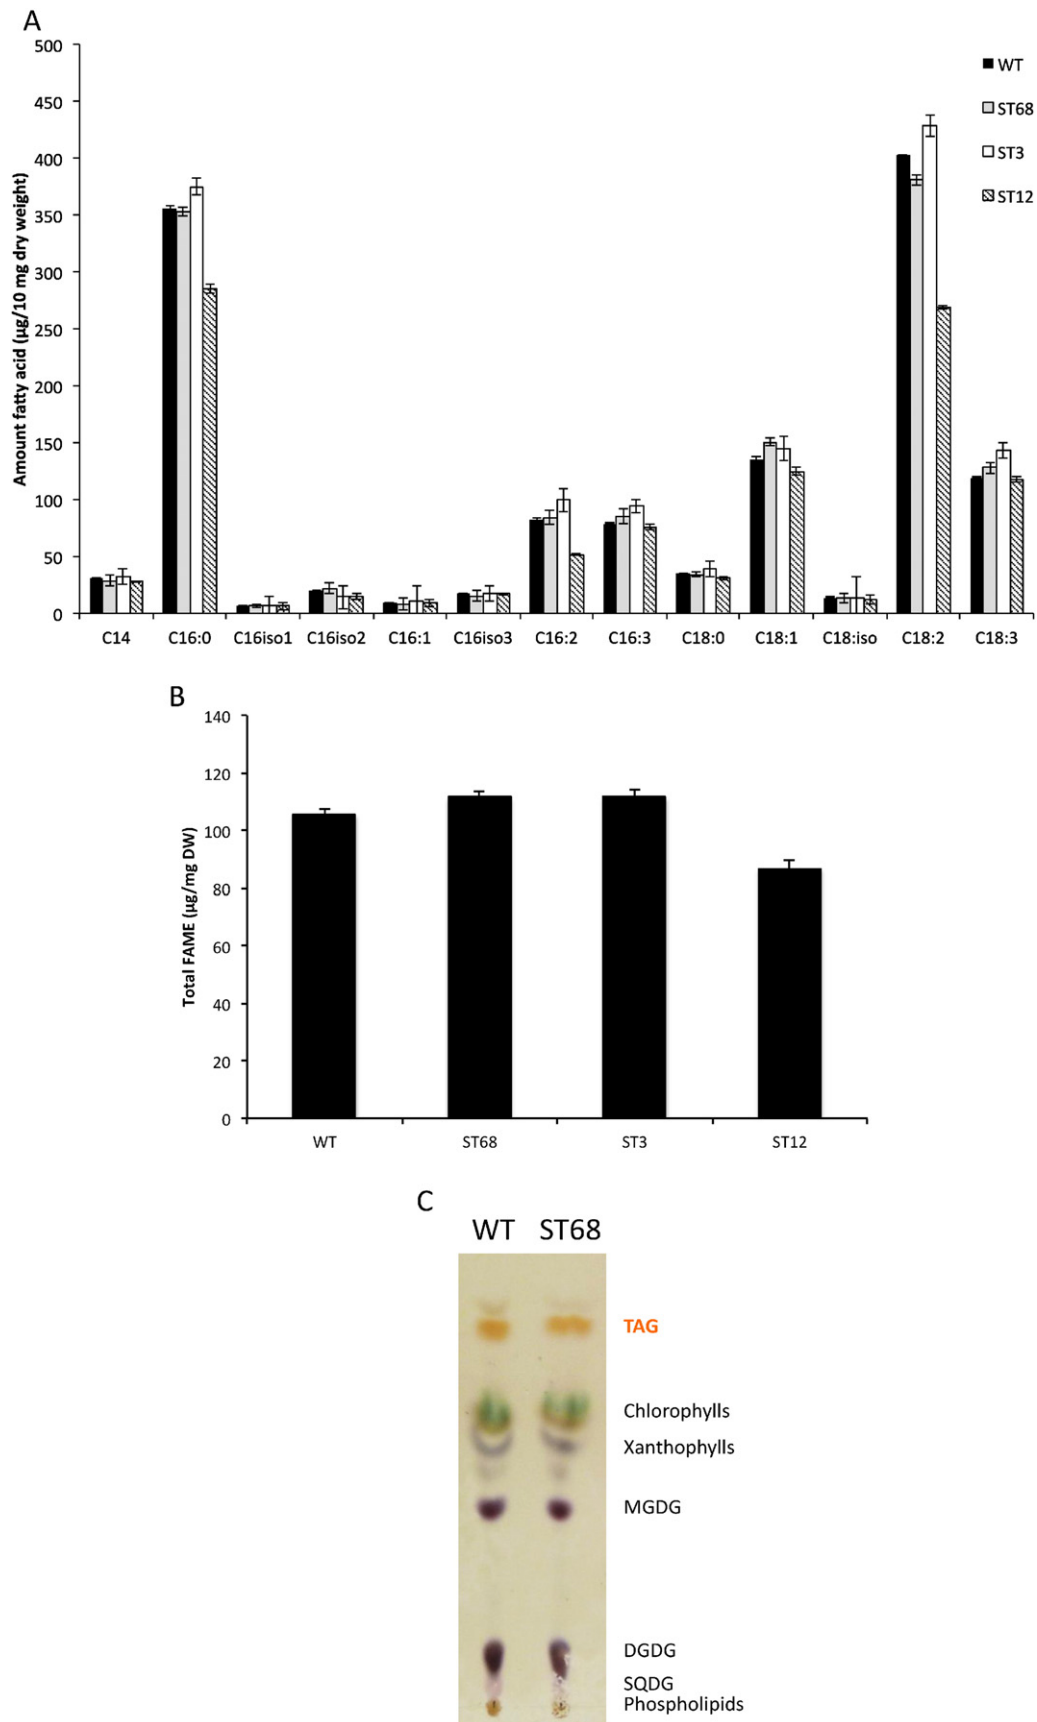 A
500
450
400
350
300
250
200
150
100
50
0
Amount fatty acid (µg/10 mg dry weight)
WT
ST68
ST3
ST12
C14 C16:0 C16iso1 C16iso2 C16:1 C16iso3 C16:2 C16:3 C18:0 C18:1 C18:iso C18:2 C18:3
B
140
120
100
80
60
40
20
0
Total FAME (µg/mg DW)
WT ST68 ST3 ST12
C
WT ST68
TAG
Chlorophylls
Xanthophylls
MGDG
DGDG
SQDG
Phospholipids